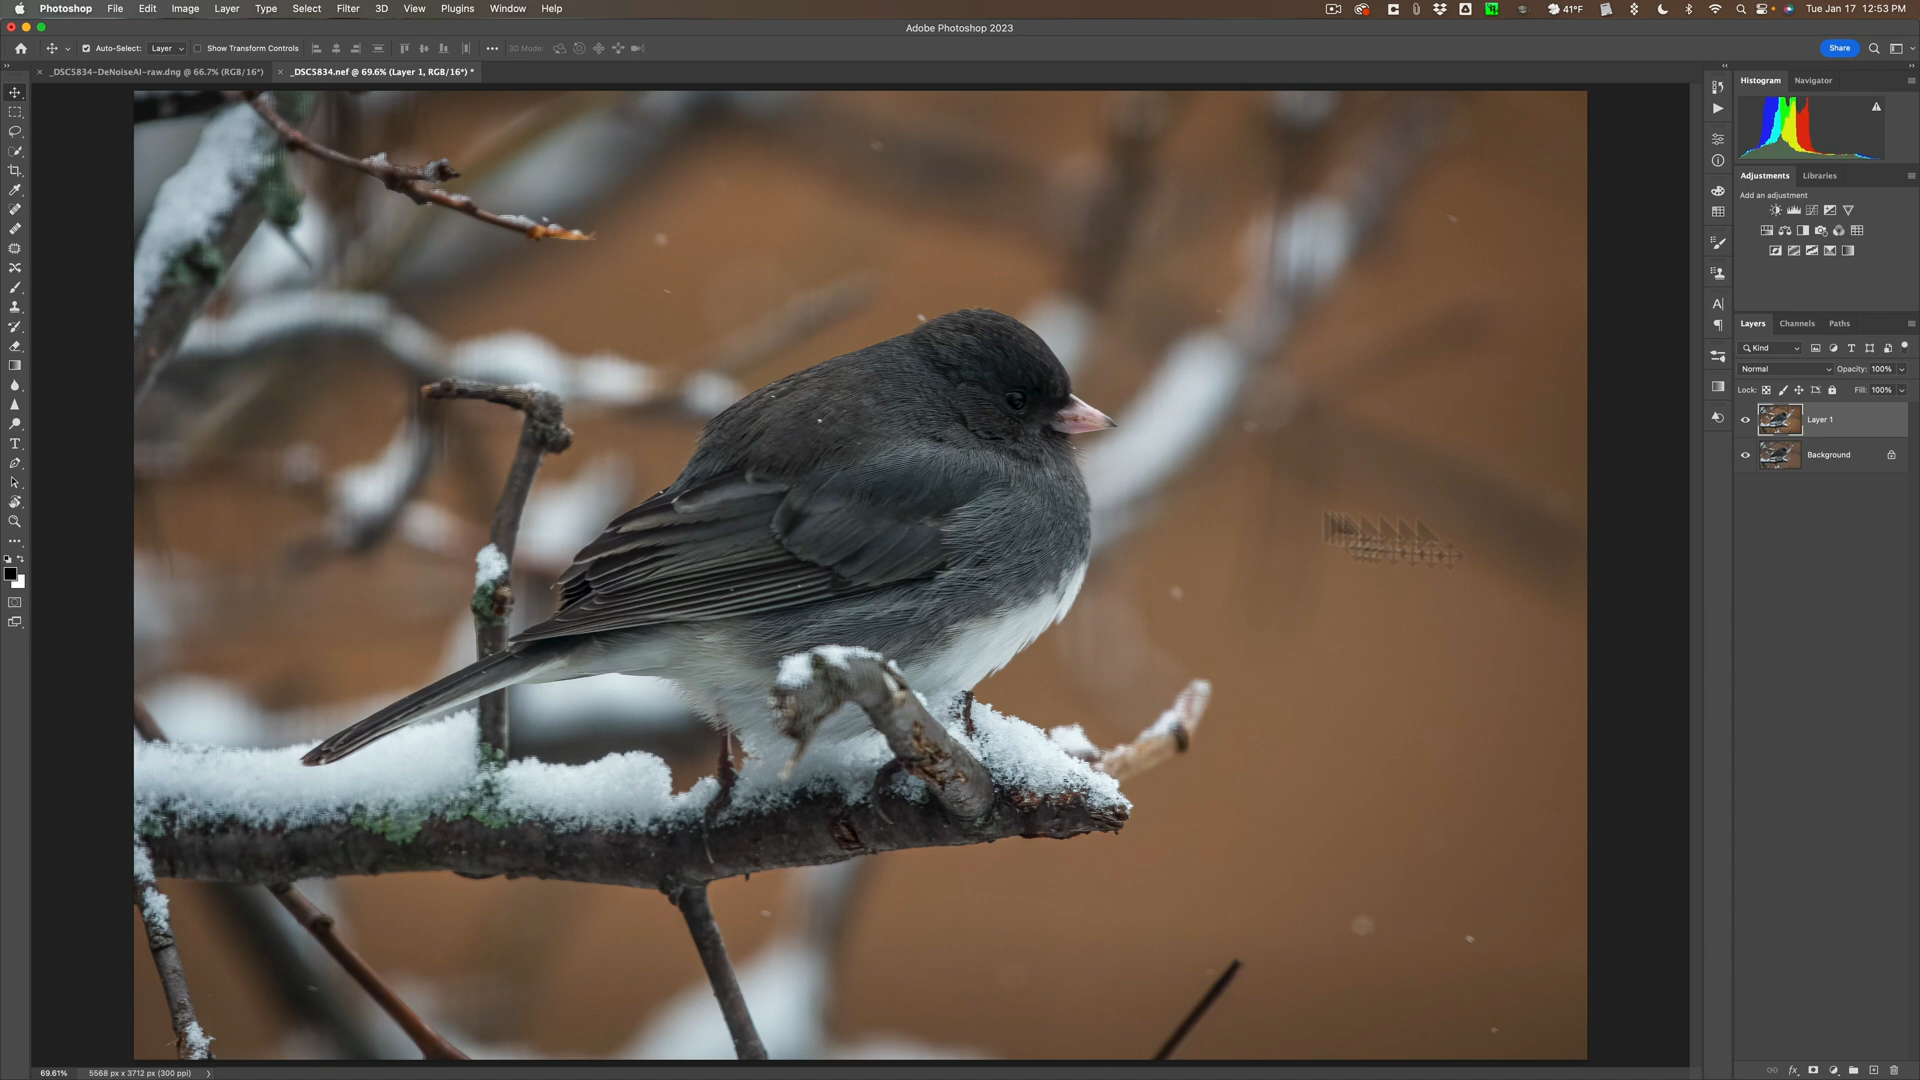 Photoshop File Edit Image Layer Type Select Filter 3D View Plugins Window Help 41°F Tue Jan 17 12:53 PM
Adobe Photoshop 2023
Auto-Select: Layer Show Transform Controls 3D Mode: Share
_DSC5834-DeNoiseAI-raw.dng @ 66.7% (RGB/16*) _DSC5834.nef @ 69.6% (Layer 1, RGB/16*) *
Histogram Navigator
Adjustments Libraries
Add an adjustment
Layers Channels Paths
Kind
Normal Opacity: 100%
Lock: Fill: 100%
Layer 1
Background
69.61% 5568 px x 3712 px (300 ppi)